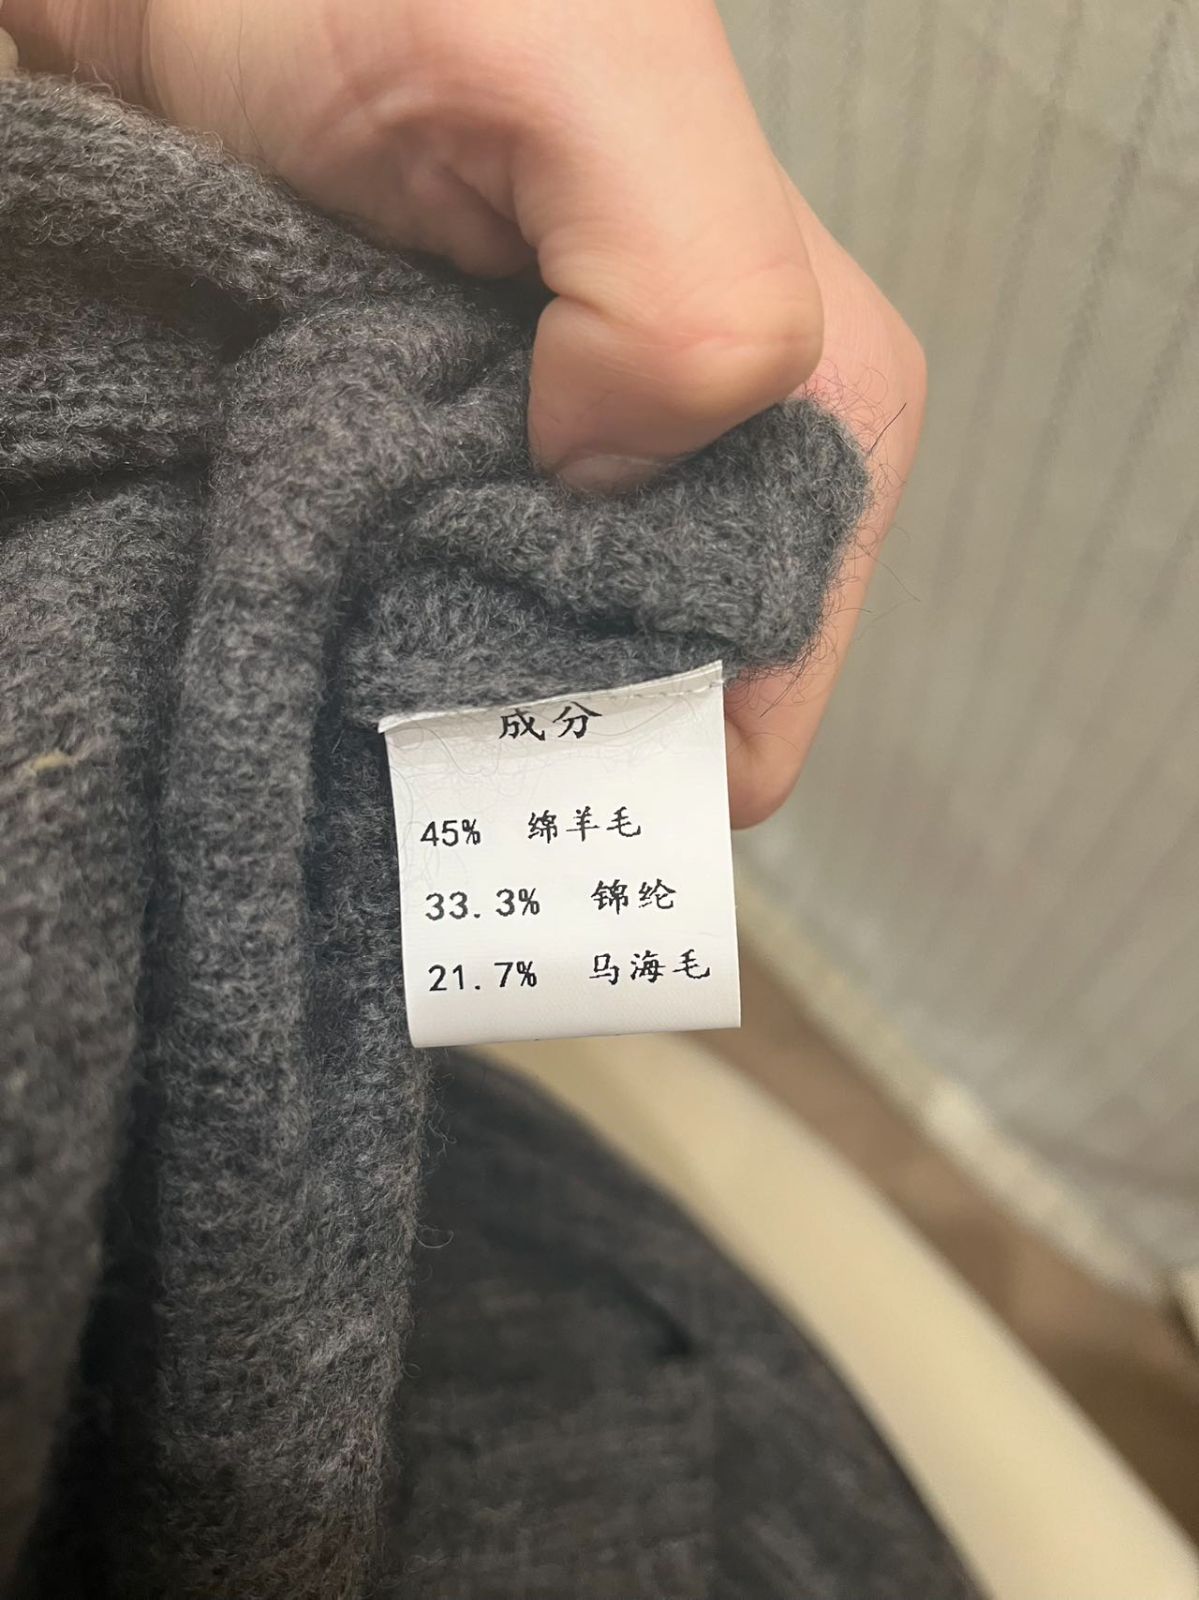 成分
45% 绵羊毛
33.3% 锦纶
21.7% 马海毛